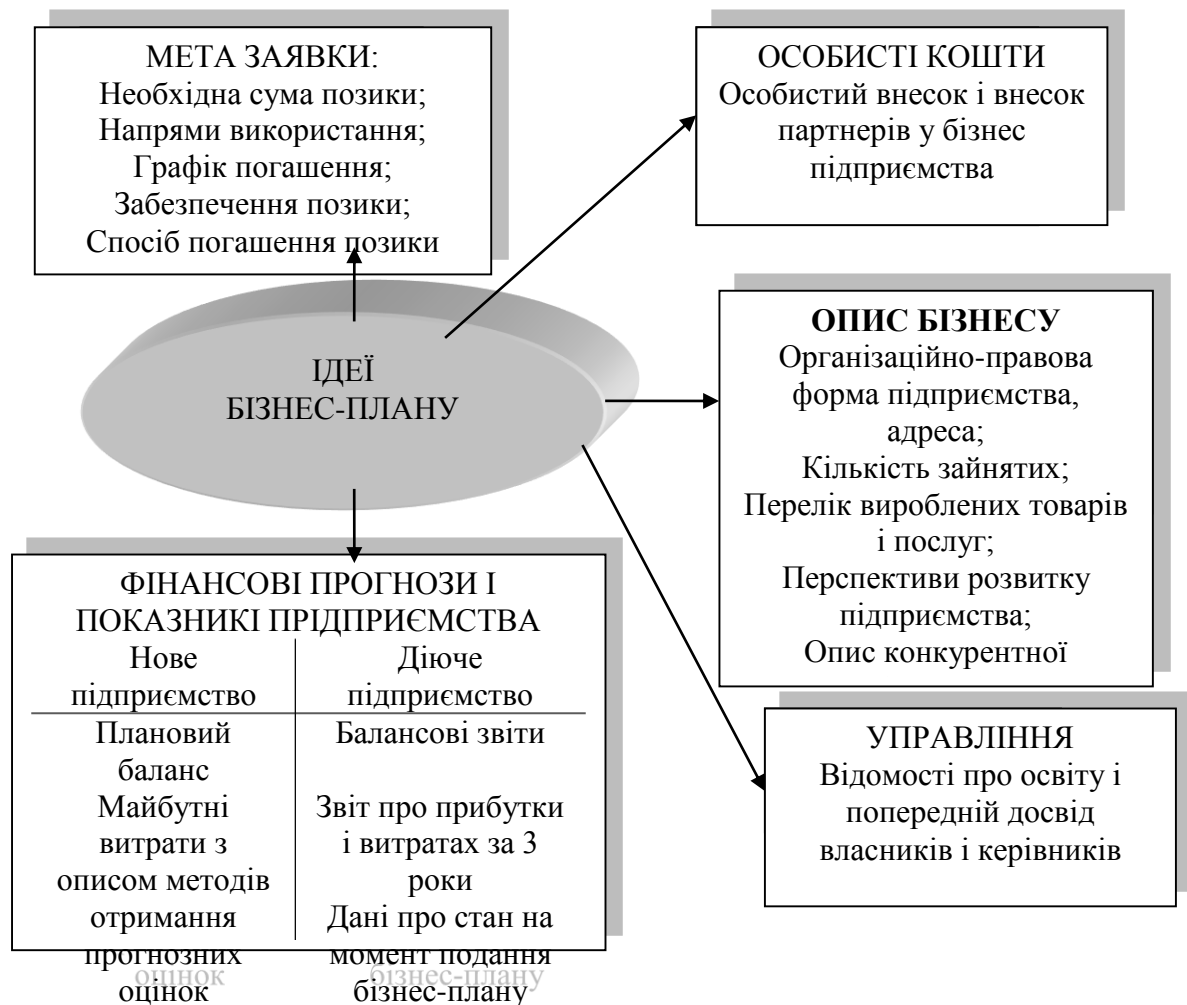 МЕТА ЗАЯВКИ:
Необхідна сума позики;
Напрями використання;
Графік погашення;
Забезпечення позики;
Спосіб погашення позики
ОСОБИСТІ КОШТИ
Особистий внесок і внесок
партнерів у бізнес
підприємства
ІДЕЇ
БІЗНЕС-ПЛАНУ
ОПИС БІЗНЕСУ
Організаційно-правова
форма підприємства,
адреса;
Кількість зайнятих;
Перелік вироблених товарів
і послуг;
Перспективи розвитку
підприємства;
Опис конкурентної
ФІНАНСОВІ ПРОГНОЗИ І
ПОКАЗНИКІ ПРІДПРИЄМСТВА
Нове
підприємство
Плановий
баланс
Майбутні
витрати з
описом методів
отримання
прогнозних
оцінок
Діюче
підприємство
Балансові звіти
Звіт про прибутки
і витратах за 3
роки
Дані про стан на
момент подання
бізнес-плану
УПРАВЛІННЯ
Відомості про освіту і
попередній досвід
власників і керівників